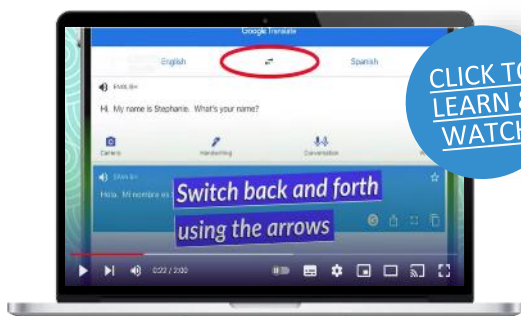 Google Translate
English
Spanish
ENGLISH
Hi. My name is Stephanie. What's your name?
Camera
Handwriting
Conversation
SPANISH
Hola. Mi nombre es
Switch back and forth
using the arrows
0:22 / 2:00
CLICK TO
LEARN &
WATCH